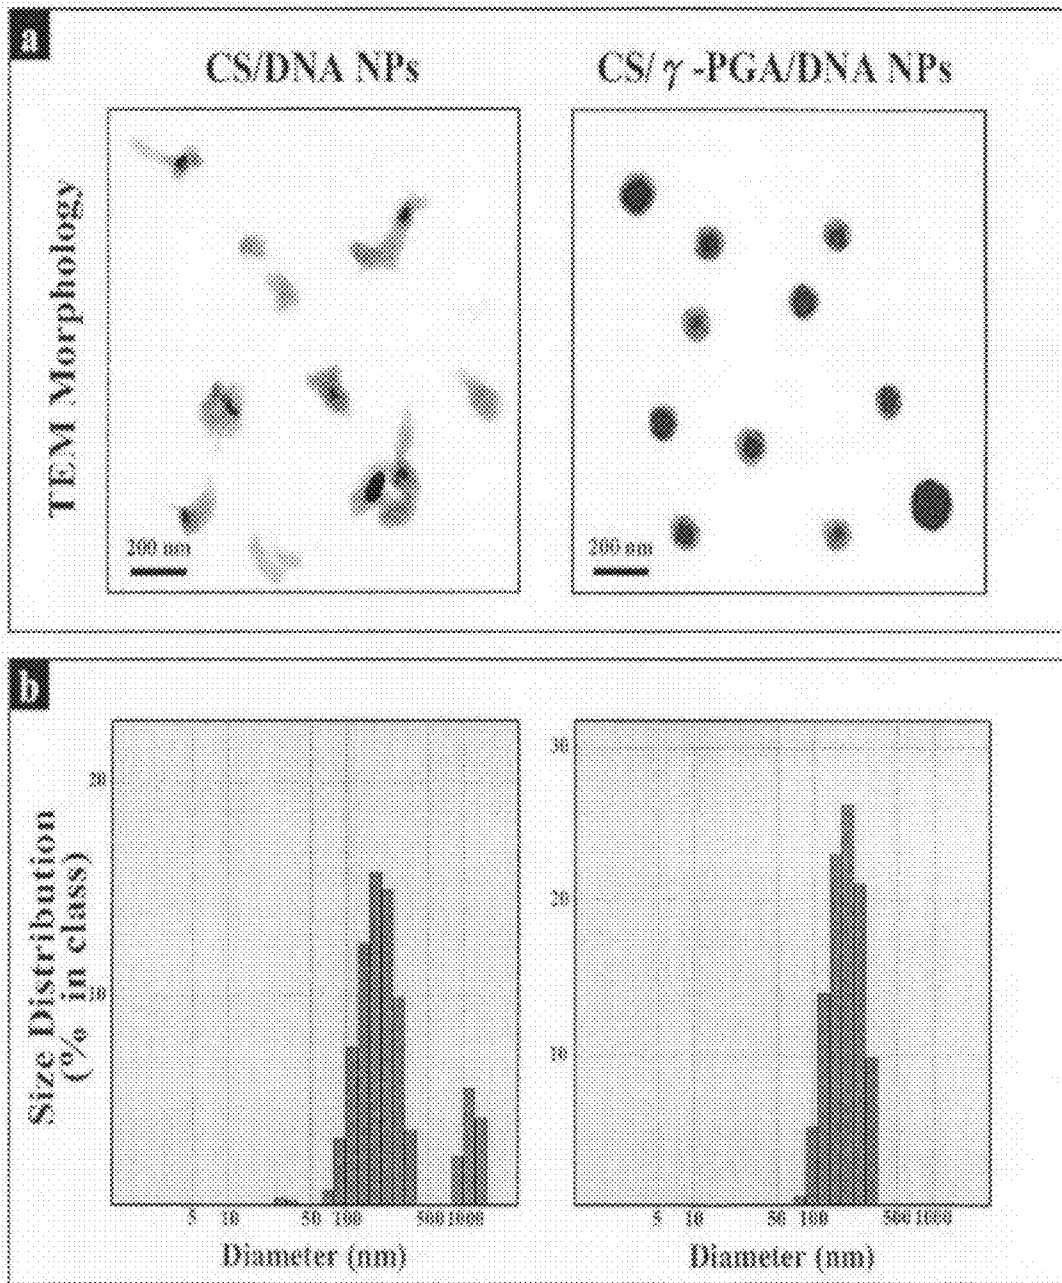 a
CS/DNA NPs
CS/γ-PGA/DNA NPs
TEM Morphology
200 nm
200 nm
b
Size Distribution
(% in class)
20
10
5 10 50 100 500 1000
Diameter (nm)
30
20
10
5 10 50 100 500 1000
Diameter (nm)